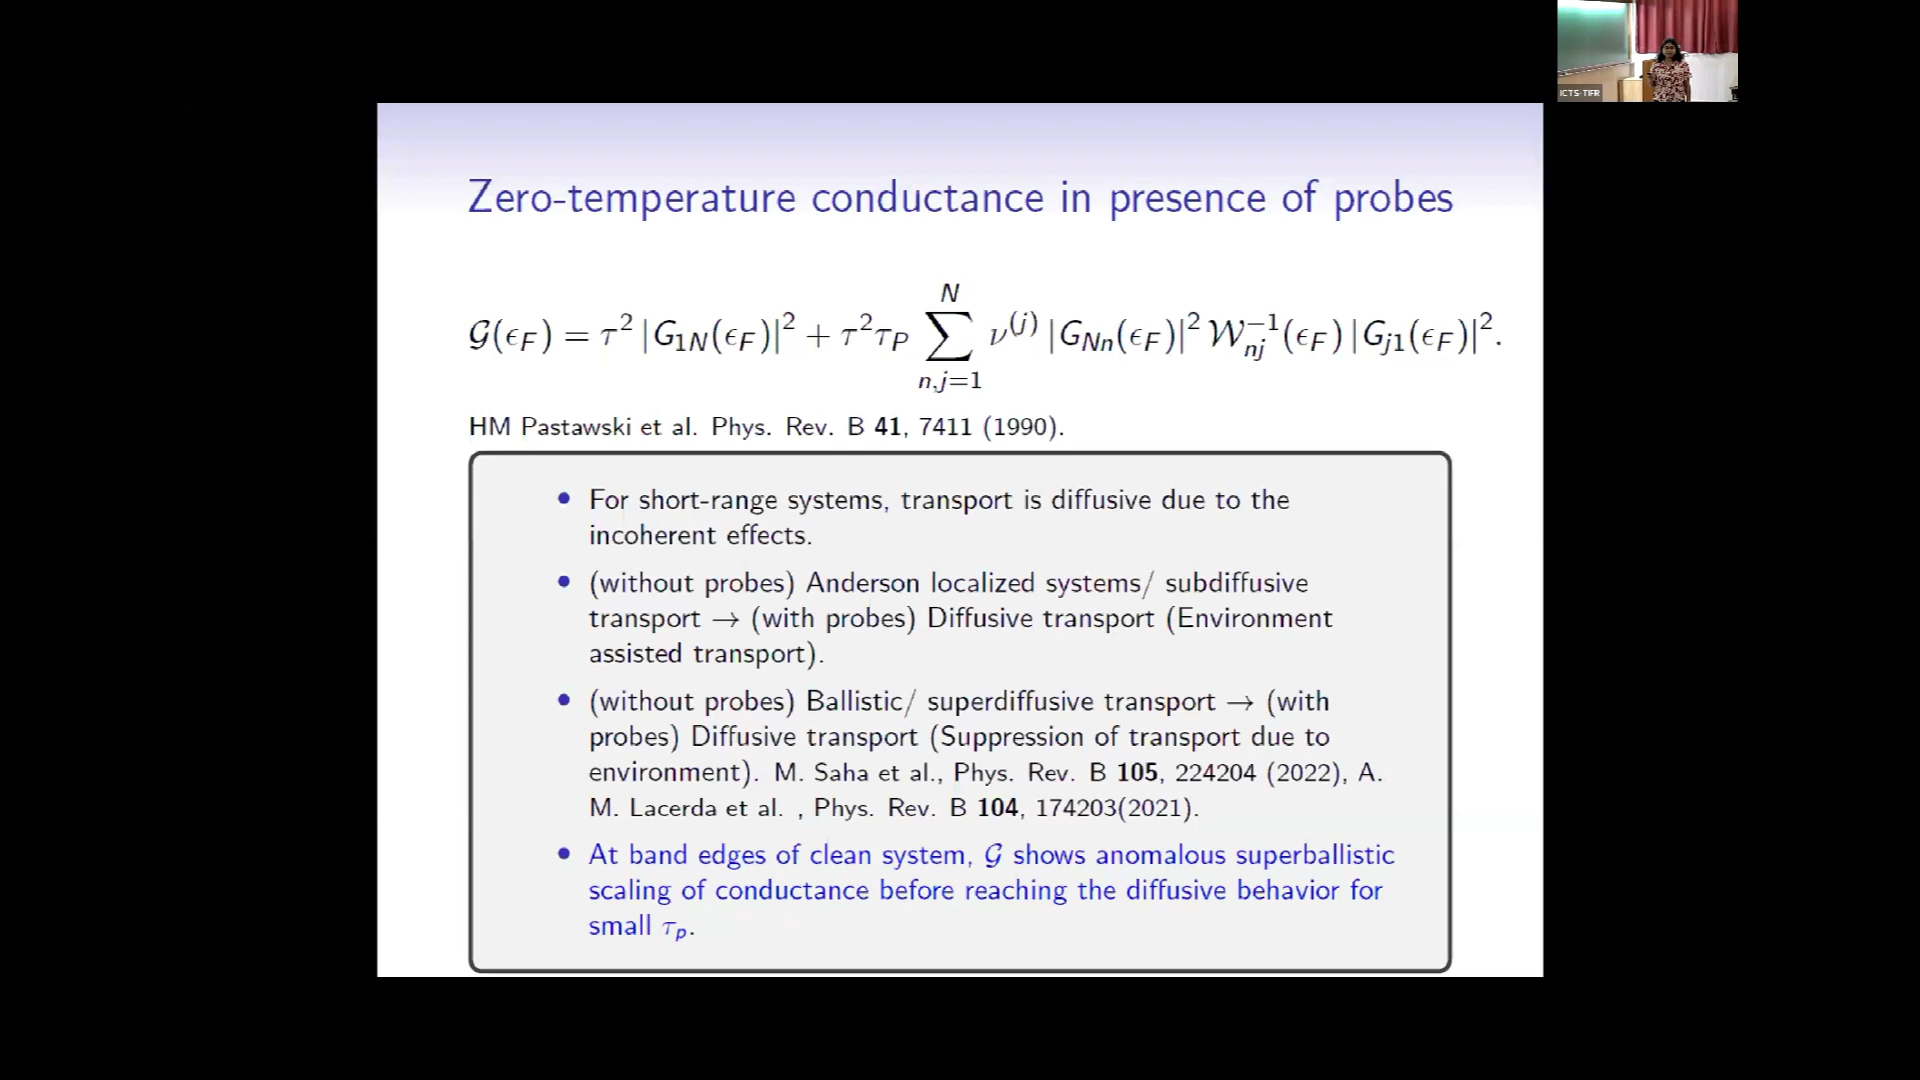 ICTS-TIFR
Zero-temperature conductance in presence of probes
𝒢(ϵ_F) = τ² |G_{1N}(ϵ_F)|² + τ²τ_P ∑_{n,j=1}^{N} ν^{(j)} |G_{Nn}(ϵ_F)|² 𝒲_{nj}^{−1}(ϵ_F) |G_{j1}(ϵ_F)|².
HM Pastawski et al. Phys. Rev. B 41, 7411 (1990).
• For short-range systems, transport is diffusive due to the
incoherent effects.
• (without probes) Anderson localized systems/ subdiffusive
transport → (with probes) Diffusive transport (Environment
assisted transport).
• (without probes) Ballistic/ superdiffusive transport → (with
probes) Diffusive transport (Suppression of transport due to
environment). M. Saha et al., Phys. Rev. B 105, 224204 (2022), A.
M. Lacerda et al. , Phys. Rev. B 104, 174203(2021).
• At band edges of clean system, 𝒢 shows anomalous superballistic
scaling of conductance before reaching the diffusive behavior for
small τ_p.